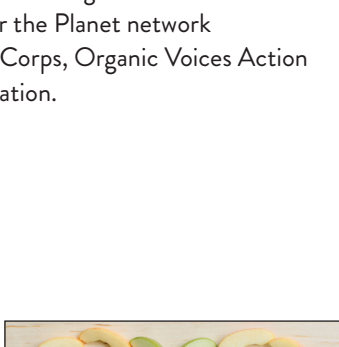 r the Planet network
Corps, Organic Voices Action
ation.